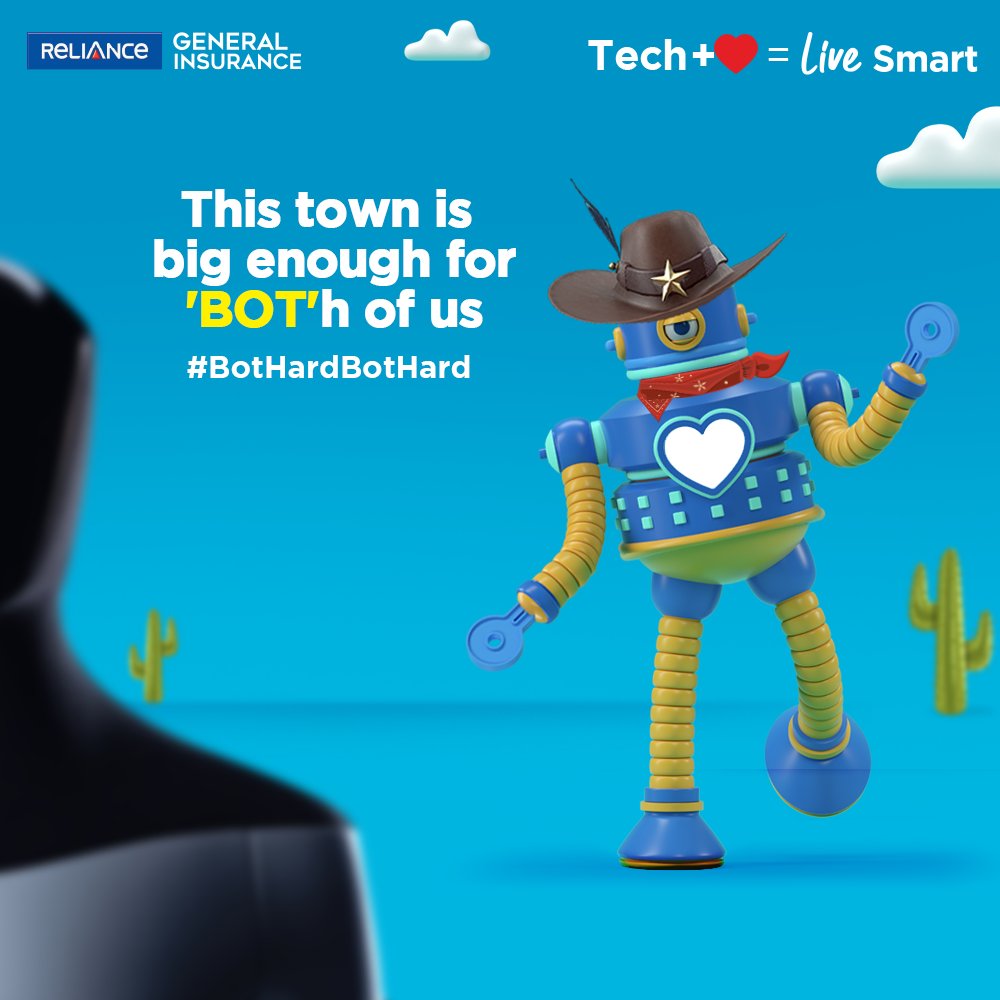 RELIANCE
GENERAL
INSURANCE
Tech+❤=Live Smart
This town is
big enough for
'BOT'h of us
#BotHardBotHard